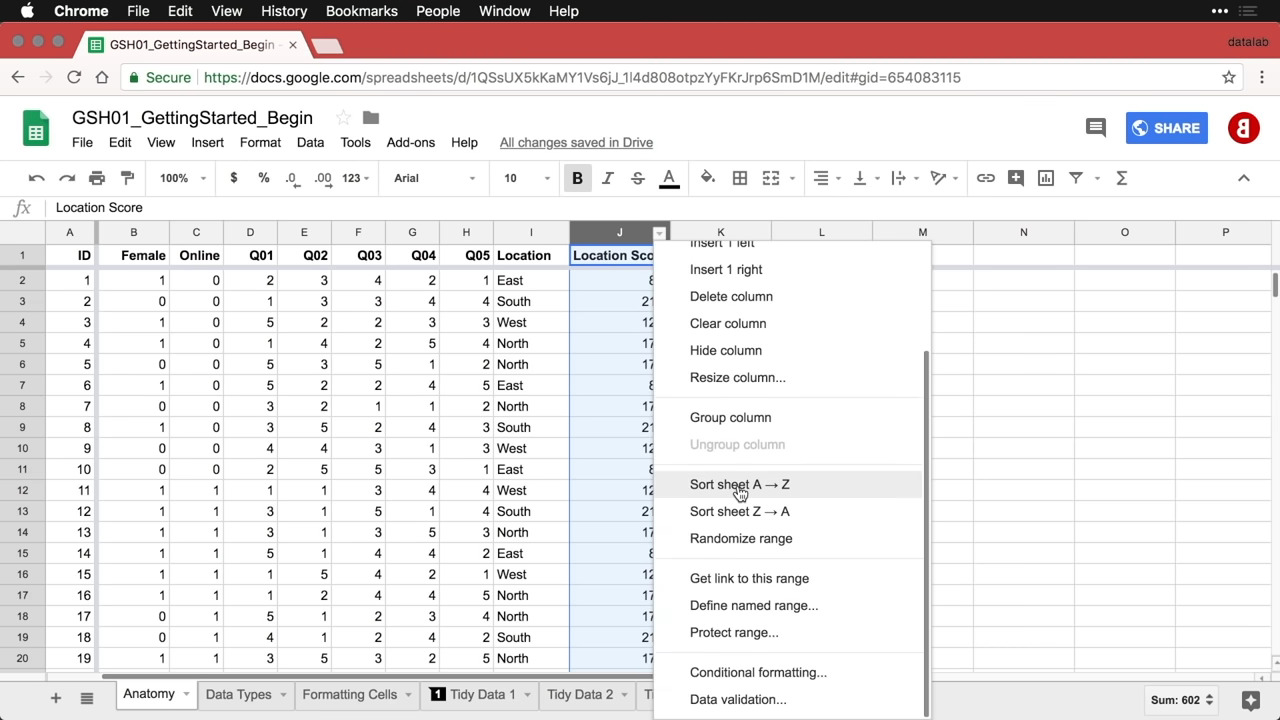 Chrome File Edit View History Bookmarks People Window Help
GSH01_GettingStarted_Begin
datalab
Secure https://docs.google.com/spreadsheets/d/1QSsUX5kKaMY1Vs6jJ_1l4d808otpzYyFKrJrp6SmD1M/edit#gid=654083115
GSH01_GettingStarted_Begin
File Edit View Insert Format Data Tools Add-ons Help All changes saved in Drive
SHARE
100% $ % .0 .00 123 Arial 10 B I S A
fx Location Score
A B C D E F G H I J K L M N O P
1 ID Female Online Q01 Q02 Q03 Q04 Q05 Location Location Sco
2 1 1 0 2 3 4 2 1 East 8
3 2 0 0 1 3 3 4 4 South 21
4 3 1 0 5 2 2 3 3 West 12
5 4 1 0 1 4 2 5 4 North 17
6 5 0 0 5 3 5 1 2 North 17
7 6 1 0 5 2 2 4 5 East 8
8 7 0 0 3 2 1 1 2 North 17
9 8 1 0 3 5 2 4 3 South 21
10 9 0 0 4 4 3 1 3 West 12
11 10 0 0 2 5 5 3 1 East 8
12 11 1 1 1 1 3 4 4 West 12
13 12 1 1 3 1 5 1 4 South 21
14 13 1 1 3 1 3 5 3 North 17
15 14 1 1 5 1 4 4 2 East 8
16 15 1 1 1 5 4 2 1 West 12
17 16 1 1 1 2 4 4 5 North 17
18 17 0 1 5 1 2 3 4 North 17
19 18 0 1 4 1 2 4 2 South 21
20 19 1 1 3 5 3 2 5 North 17
Insert 1 left
Insert 1 right
Delete column
Clear column
Hide column
Resize column...
Group column
Ungroup column
Sort sheet A → Z
Sort sheet Z → A
Randomize range
Get link to this range
Define named range...
Protect range...
Conditional formatting...
Data validation...
Anatomy Data Types Formatting Cells 1 Tidy Data 1 Tidy Data 2 Ti
Sum: 602